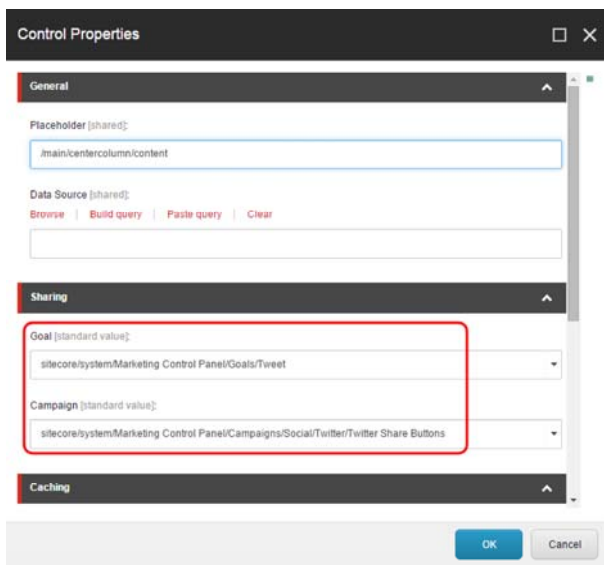 Control Properties
General
Placeholder [shared]:
/main/centercolumn/content
Data Source [shared]:
Browse | Build query | Paste query | Clear
Sharing
Goal [standard value]:
sitecore/system/Marketing Control Panel/Goals/Tweet
Campaign [standard value]:
sitecore/system/Marketing Control Panel/Campaigns/Social/Twitter/Twitter Share Buttons
Caching
OK Cancel